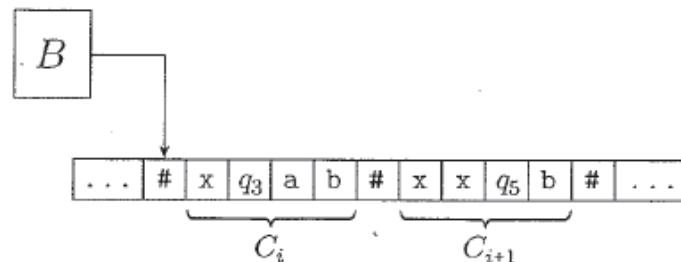 B
... # x q₃ a b # x x q₅ b # ...
Cᵢ Cᵢ₊₁